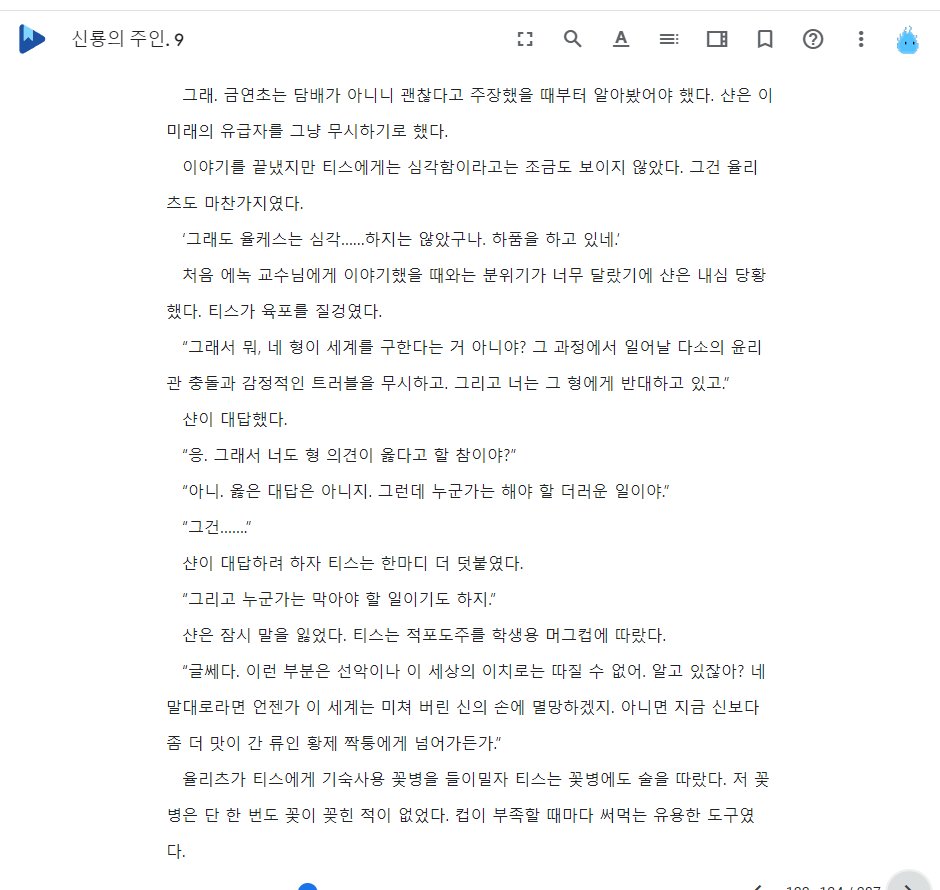 신룡의 주인. 9
그래. 금연초는 담배가 아니니 괜찮다고 주장했을 때부터 알아봤어야 했다. 샨은 이
미래의 유급자를 그냥 무시하기로 했다.
이야기를 끝냈지만 티스에게는 심각함이라고는 조금도 보이지 않았다. 그건 율리
츠도 마찬가지였다.
‘그래도 율케스는 심각……하지는 않았구나. 하품을 하고 있네.’
처음 에녹 교수님에게 이야기했을 때와는 분위기가 너무 달랐기에 샨은 내심 당황
했다. 티스가 육포를 질겅였다.
“그래서 뭐, 네 형이 세계를 구한다는 거 아니야? 그 과정에서 일어날 다소의 윤리
관 충돌과 감정적인 트러블을 무시하고. 그리고 너는 그 형에게 반대하고 있고.”
샨이 대답했다.
“응. 그래서 너도 형 의견이 옳다고 할 참이야?”
“아니. 옳은 대답은 아니지. 그런데 누군가는 해야 할 더러운 일이야.”
“그건…….”
샨이 대답하려 하자 티스는 한마디 더 덧붙였다.
“그리고 누군가는 막아야 할 일이기도 하지.”
샨은 잠시 말을 잃었다. 티스는 적포도주를 학생용 머그컵에 따랐다.
“글쎄다. 이런 부분은 선악이나 이 세상의 이치로는 따질 수 없어. 알고 있잖아? 네
말대로라면 언젠가 이 세계는 미쳐 버린 신의 손에 멸망하겠지. 아니면 지금 신보다
좀 더 맛이 간 류인 황제 짝퉁에게 넘어가든가.”
율리츠가 티스에게 기숙사용 꽃병을 들이밀자 티스는 꽃병에도 술을 따랐다. 저 꽃
병은 단 한 번도 꽃이 꽂힌 적이 없었다. 컵이 부족할 때마다 써먹는 유용한 도구였
다.